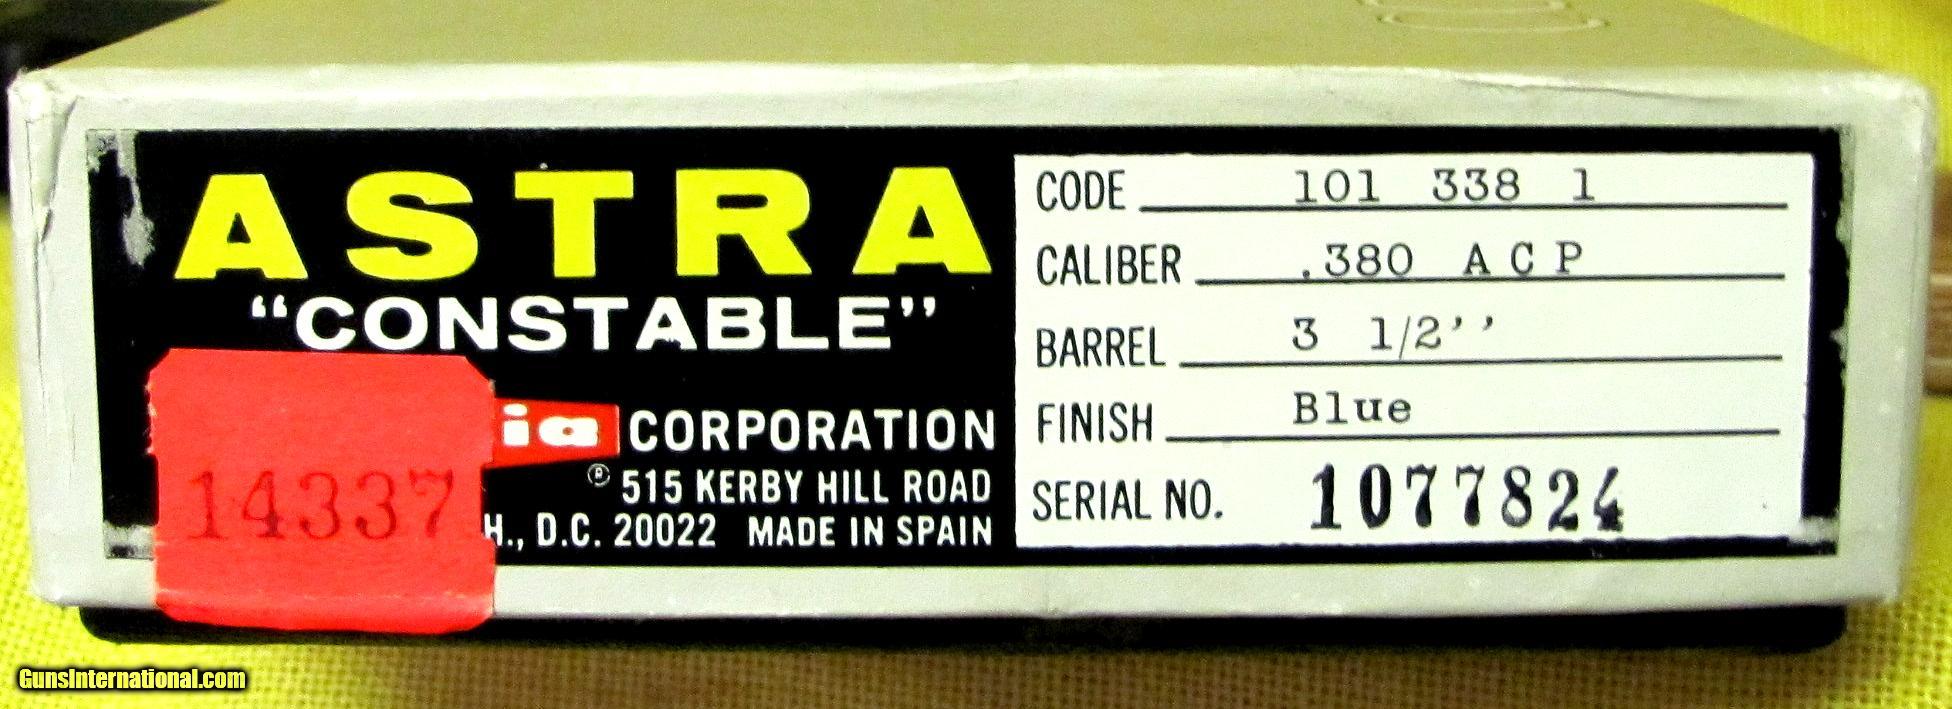 ASTRA
"CONSTABLE"
ia CORPORATION
® 515 KERBY HILL ROAD
H., D.C. 20022 MADE IN SPAIN
14337
CODE 101 338 1
CALIBER .380 ACP
BARREL 3 1/2''
FINISH Blue
SERIAL NO. 1077824
GunsInternational.com